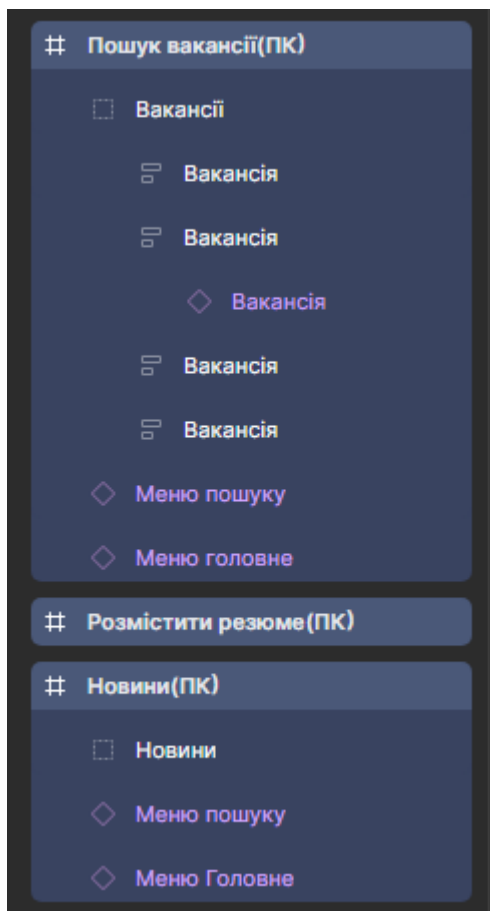 Пошук вакансії(ПК)
Вакансії
Вакансія
Вакансія
Вакансія
Вакансія
Вакансія
Меню пошуку
Меню головне
Розмістити резюме(ПК)
Новини(ПК)
Новини
Меню пошуку
Меню Головне